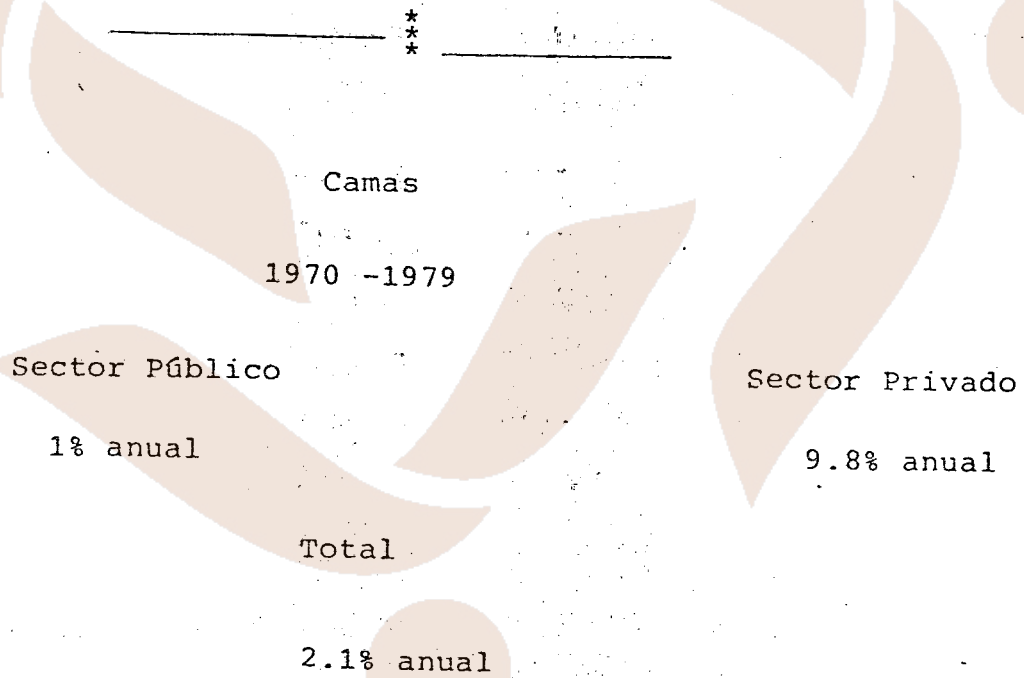 *
*
*
Camas
1970 -1979
Sector Público
Sector Privado
1% anual
9.8% anual
Total
2.1% anual